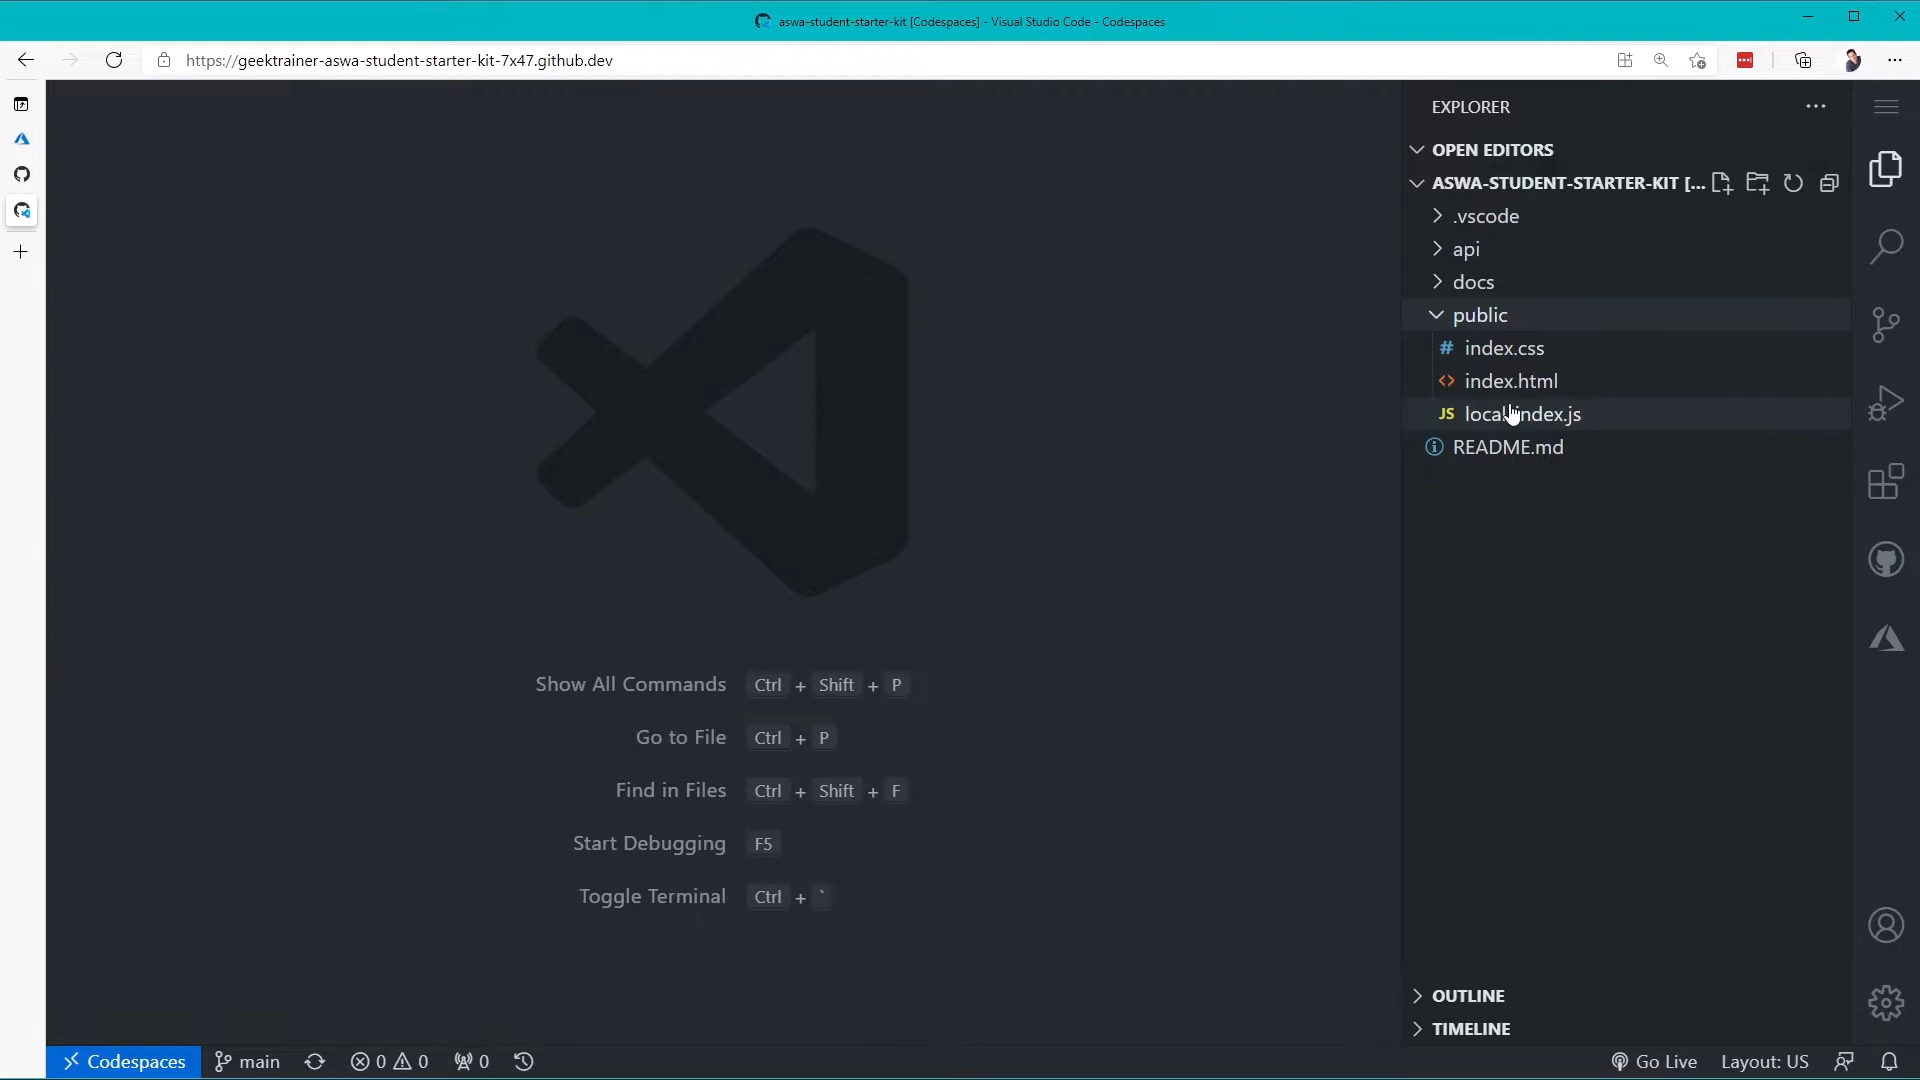 aswa-student-starter-kit [Codespaces] - Visual Studio Code - Codespaces
https://geektrainer-aswa-student-starter-kit-7x47.github.dev
EXPLORER
OPEN EDITORS
ASWA-STUDENT-STARTER-KIT [...
.vscode
api
docs
public
# index.css
<> index.html
JS local-index.js
README.md
Show All Commands Ctrl + Shift + P
Go to File Ctrl + P
Find in Files Ctrl + Shift + F
Start Debugging F5
Toggle Terminal Ctrl + `
OUTLINE
TIMELINE
Codespaces main 0 0 0 Go Live Layout: US